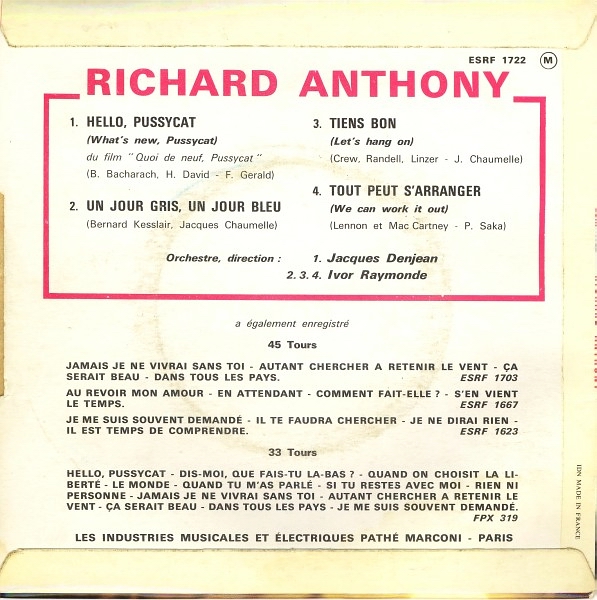 ESRF 1722 M
RICHARD ANTHONY
1. HELLO, PUSSYCAT
(What's new, Pussycat)
du film "Quoi de neuf, Pussycat"
(B. Bacharach, H. David - F. Gerald)
2. UN JOUR GRIS, UN JOUR BLEU
(Bernard Kesslair, Jacques Chaumelle)
3. TIENS BON
(Let's hang on)
(Crew, Randell, Linzer - J. Chaumelle)
4. TOUT PEUT S'ARRANGER
(We can work it out)
(Lennon et Mac Cartney - P. Saka)
Orchestre, direction : 1. Jacques Denjean
2. 3. 4. Ivor Raymonde
a également enregistré
45 Tours
JAMAIS JE NE VIVRAI SANS TOI - AUTANT CHERCHER A RETENIR LE VENT - ÇA
SERAIT BEAU - DANS TOUS LES PAYS. ESRF 1703
AU REVOIR MON AMOUR - EN ATTENDANT - COMMENT FAIT-ELLE ? - S'EN VIENT
LE TEMPS. ESRF 1667
JE ME SUIS SOUVENT DEMANDÉ - IL TE FAUDRA CHERCHER - JE NE DIRAI RIEN -
IL EST TEMPS DE COMPRENDRE. ESRF 1623
33 Tours
HELLO, PUSSYCAT - DIS-MOI, QUE FAIS-TU LA-BAS ? - QUAND ON CHOISIT LA LI-
BERTÉ - LE MONDE - QUAND TU M'AS PARLÉ - SI TU RESTES AVEC MOI - RIEN NI
PERSONNE - JAMAIS JE NE VIVRAI SANS TOI - AUTANT CHERCHER A RETENIR LE
VENT - ÇA SERAIT BEAU - DANS TOUS LES PAYS - JE ME SUIS SOUVENT DEMANDÉ.
FPX 319
LES INDUSTRIES MUSICALES ET ÉLECTRIQUES PATHÉ MARCONI - PARIS
IDN MADE IN FRANCE